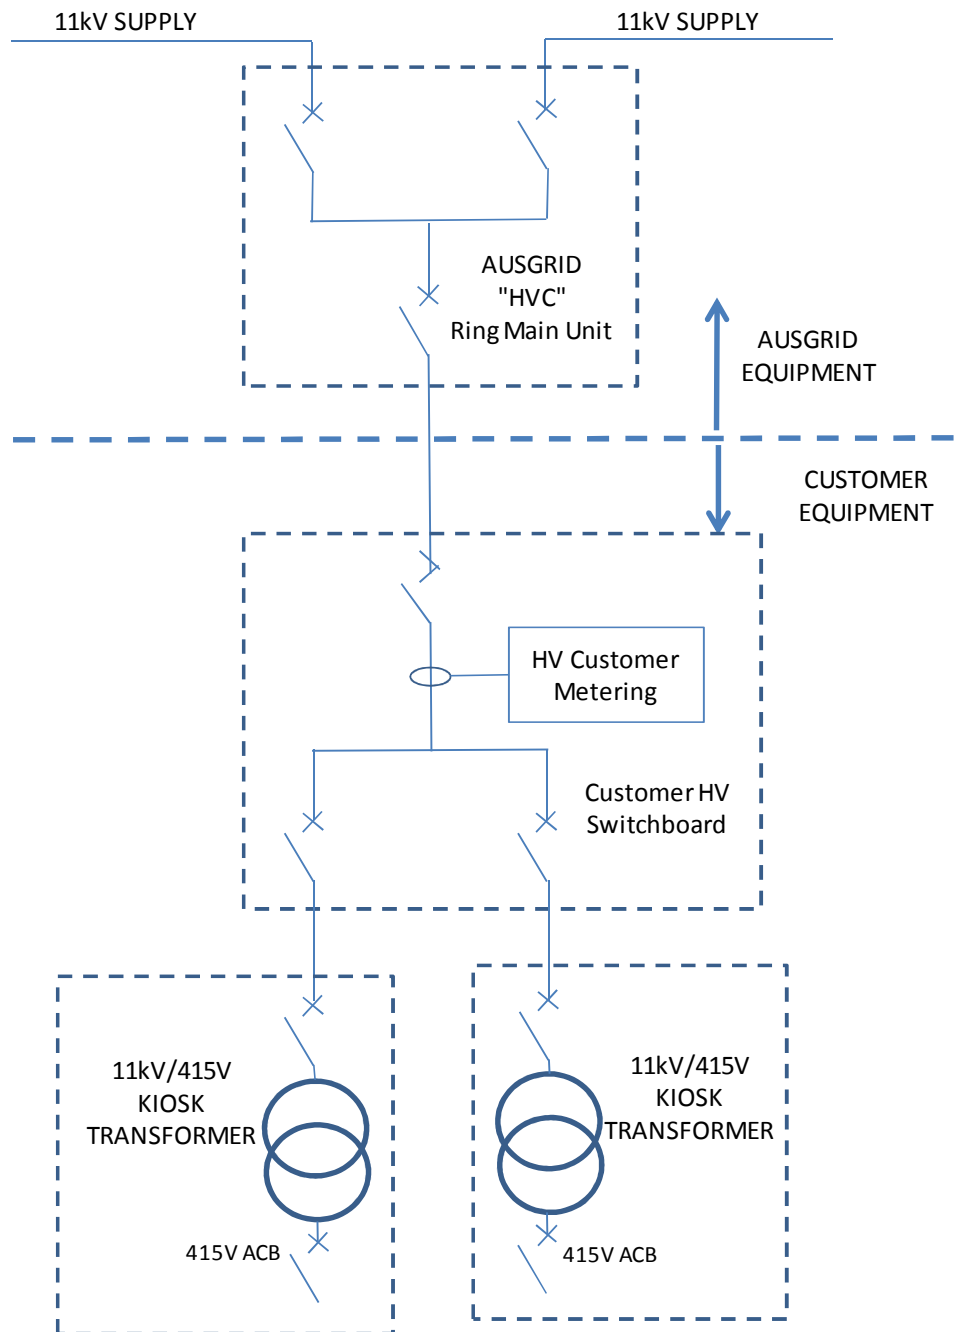 11kV SUPPLY
11kV SUPPLY
AUSGRID
"HVC"
Ring Main Unit
AUSGRID
EQUIPMENT
CUSTOMER
EQUIPMENT
HV Customer
Metering
Customer HV
Switchboard
11kV/415V
KIOSK
TRANSFORMER
11kV/415V
KIOSK
TRANSFORMER
415V ACB
415V ACB